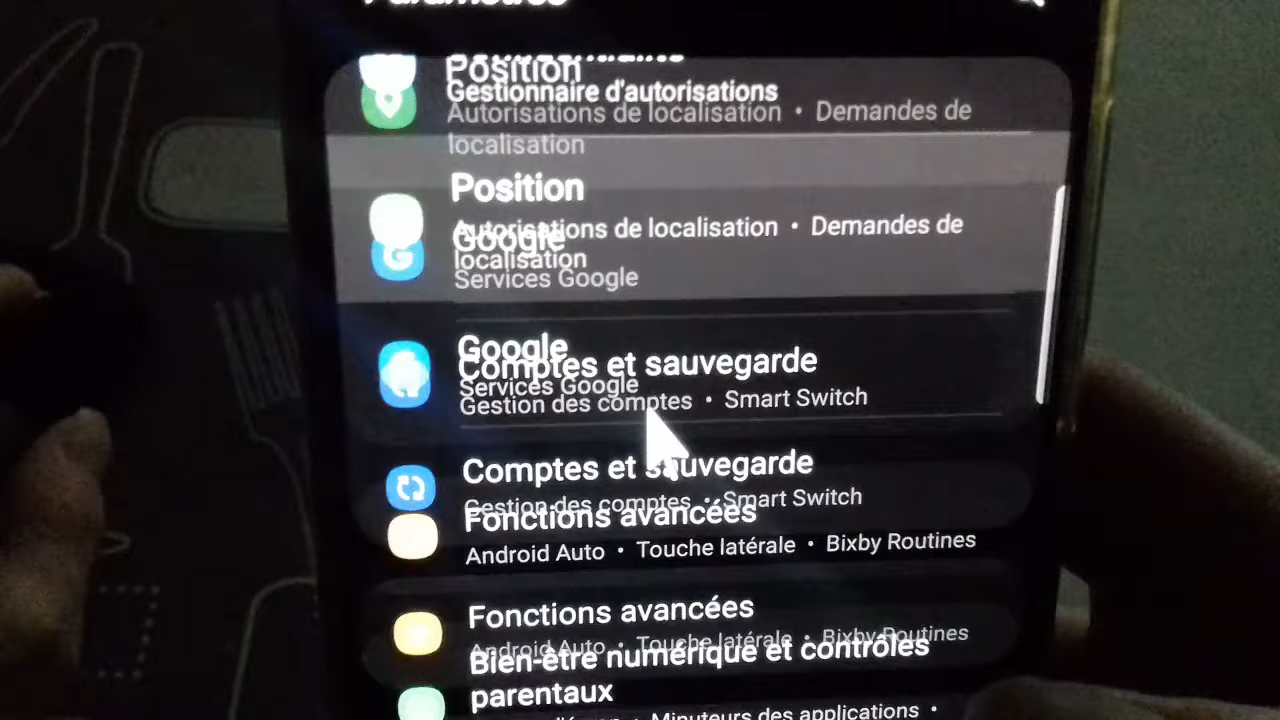 Paramètres
Position
Gestionnaire d'autorisations
Autorisations de localisation • Demandes de
localisation
Position
Autorisations de localisation • Demandes de
localisation
Google
Services Google
Google
Services Google
Comptes et sauvegarde
Gestion des comptes • Smart Switch
Comptes et sauvegarde
Gestion des comptes • Smart Switch
Fonctions avancées
Android Auto • Touche latérale • Bixby Routines
Fonctions avancées
Android Auto • Touche latérale • Bixby Routines
Bien-être numérique et contrôles
parentaux
Minuteurs des applications •